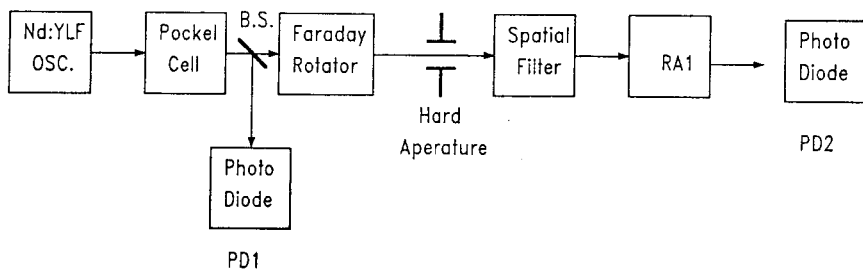 Nd:YLF
OSC.
Pockel
Cell
B.S.
Faraday
Rotator
Hard
Aperature
Spatial
Filter
RA1
Photo
Diode
PD2
Photo
Diode
PD1